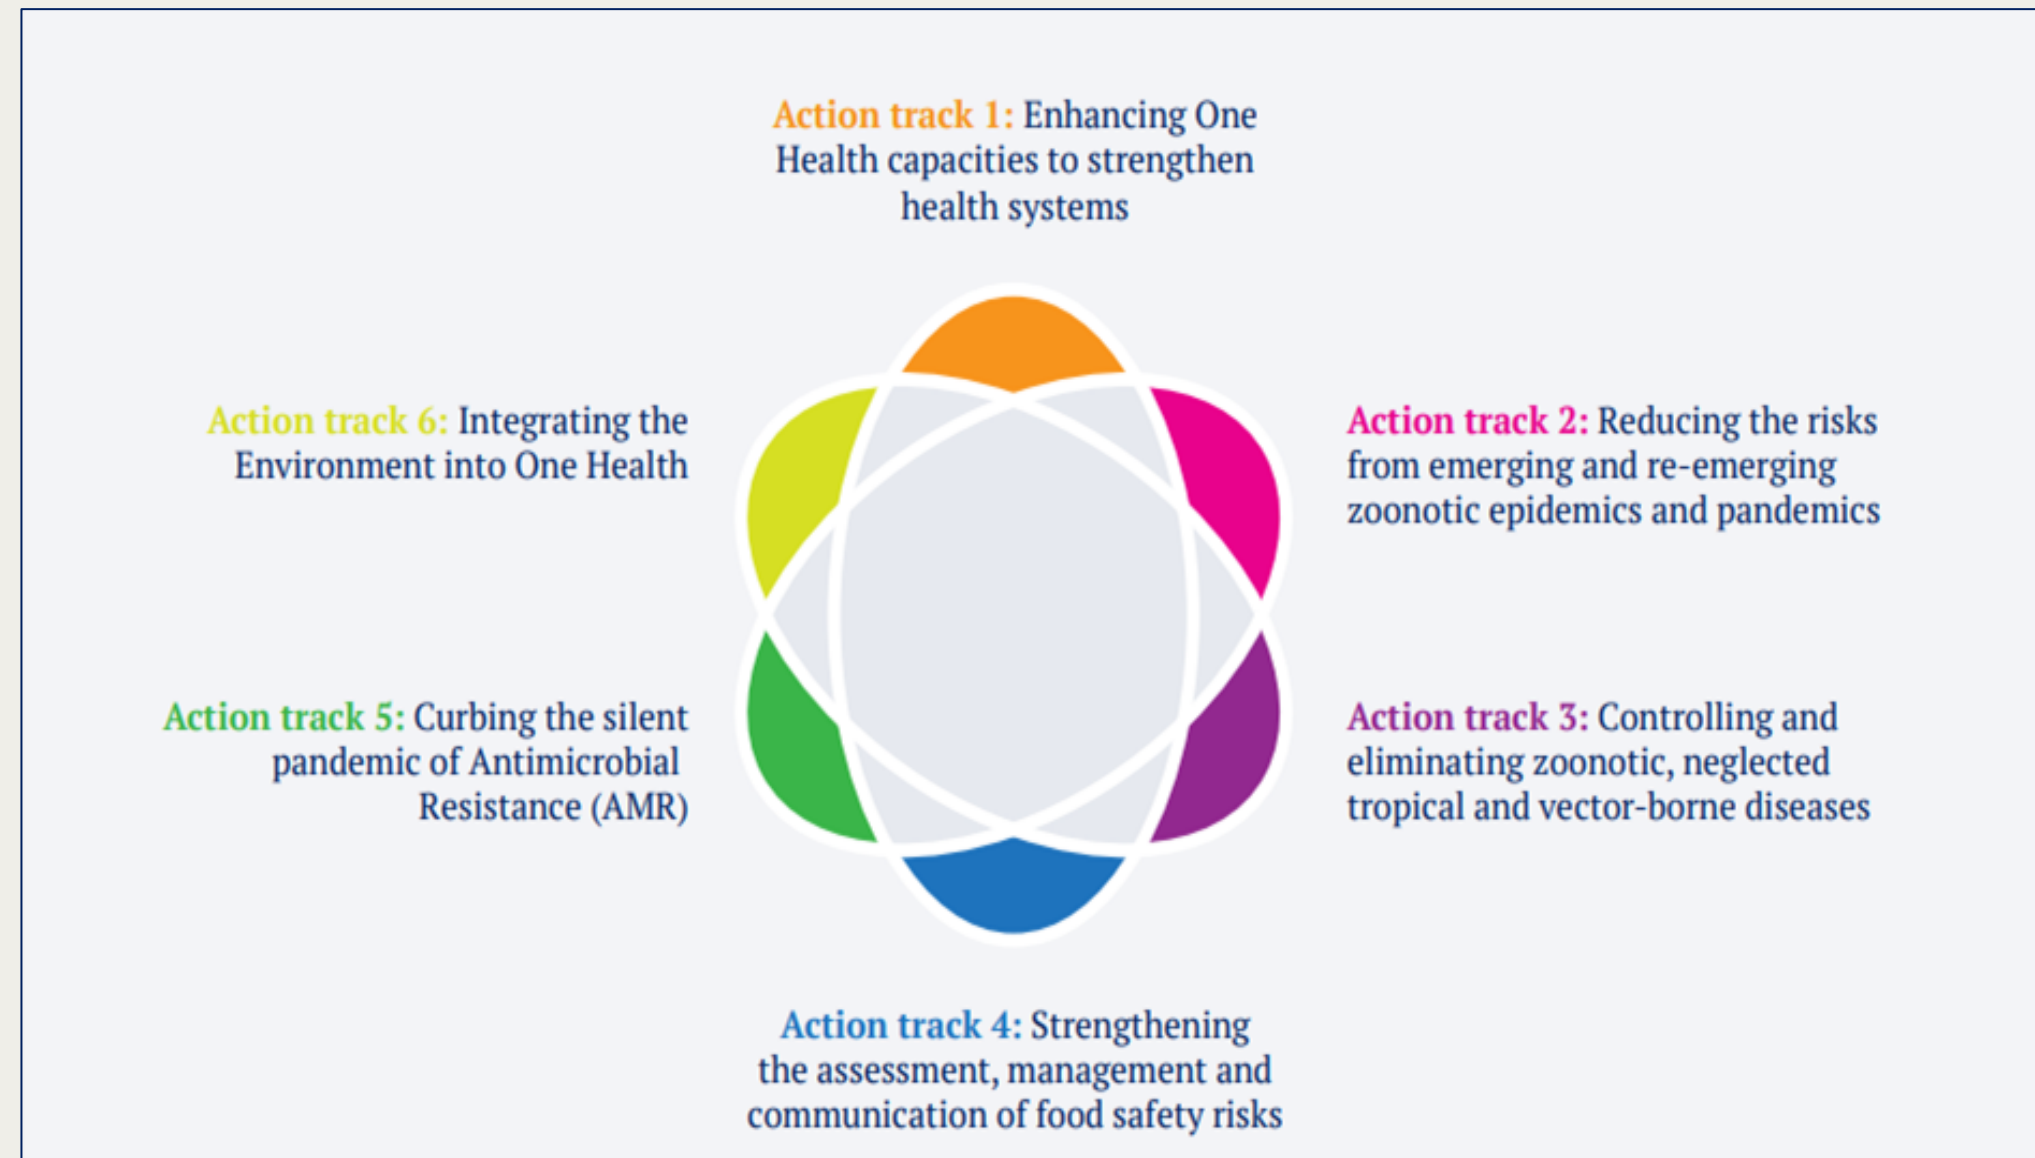 Action track 1: Enhancing One
Health capacities to strengthen
health systems
Action track 2: Reducing the risks
from emerging and re-emerging
zoonotic epidemics and pandemics
Action track 3: Controlling and
eliminating zoonotic, neglected
tropical and vector-borne diseases
Action track 4: Strengthening
the assessment, management and
communication of food safety risks
Action track 5: Curbing the silent
pandemic of Antimicrobial
Resistance (AMR)
Action track 6: Integrating the
Environment into One Health